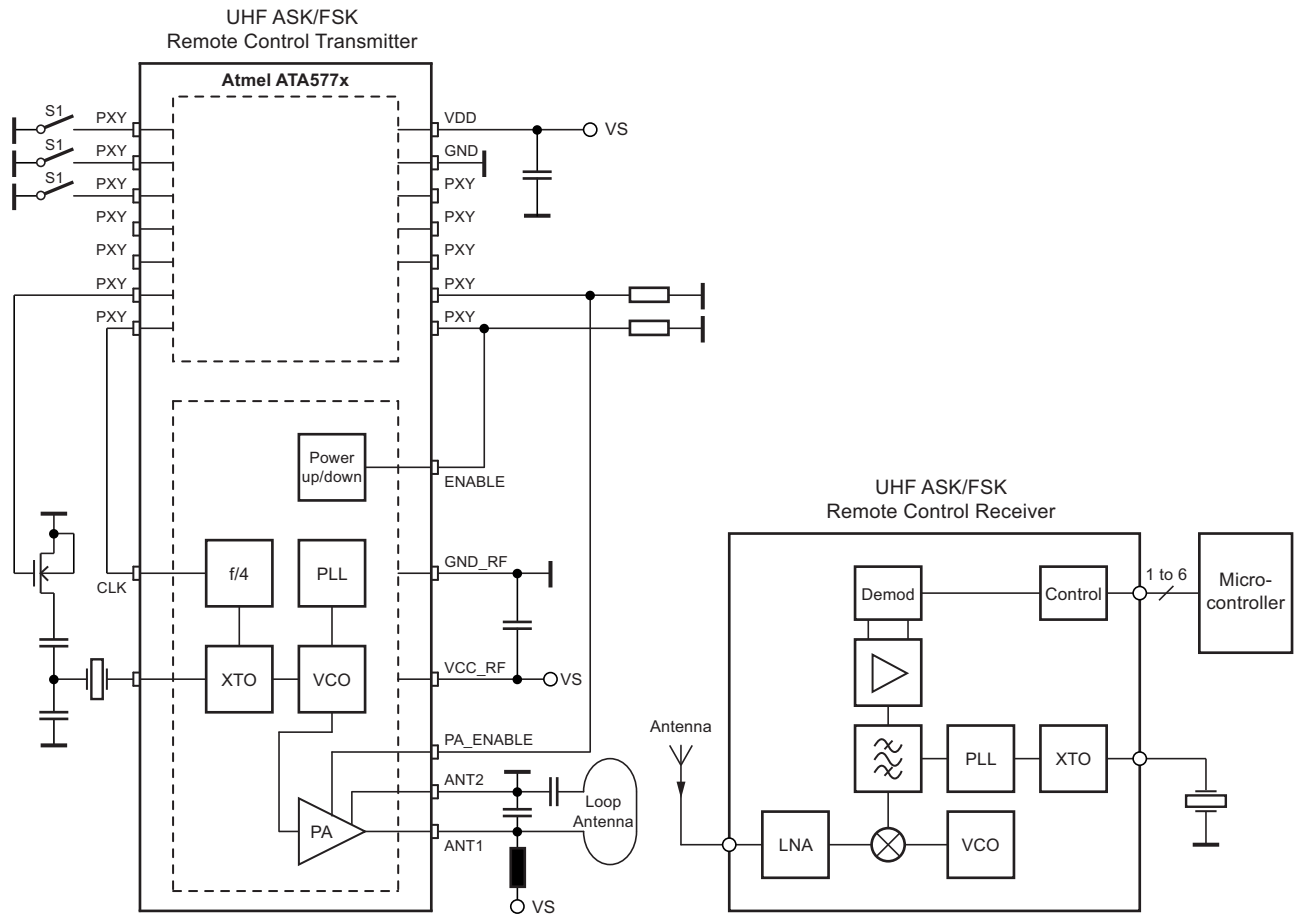 UHF ASK/FSK
Remote Control Transmitter
Atmel ATA577x
S1
PXY
VDD
VS
S1
PXY
GND
S1
PXY
PXY
PXY
PXY
PXY
PXY
PXY
PXY
PXY
PXY
Power
up/down
ENABLE
CLK
f/4
PLL
GND_RF
XTO
VCO
VCC_RF
VS
PA_ENABLE
ANT2
Loop
Antenna
PA
ANT1
VS
UHF ASK/FSK
Remote Control Receiver
Demod
Control
1 to 6
Micro-
controller
Antenna
PLL
XTO
LNA
VCO